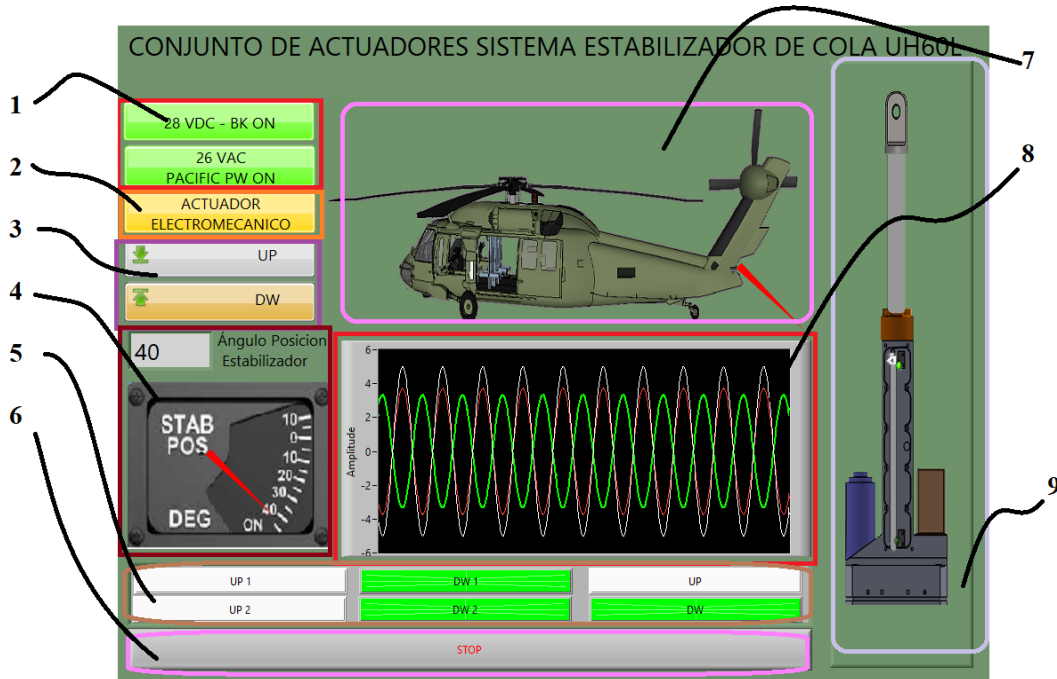 CONJUNTO DE ACTUADORES SISTEMA ESTABILIZADOR DE COLA UH60L
1
28 VDC - BK ON
26 VAC
PACIFIC PW ON
2
ACTUADOR
ELECTROMECANICO
3
UP
DW
4
40
Ángulo Posicion
Estabilizador
STAB
POS
DEG
ON
10
0
10
20
30
40
5
6
7
8
9
Amplitude
6
4
2
0
-2
-4
-6
UP 1
DW 1
UP
UP 2
DW 2
DW
STOP